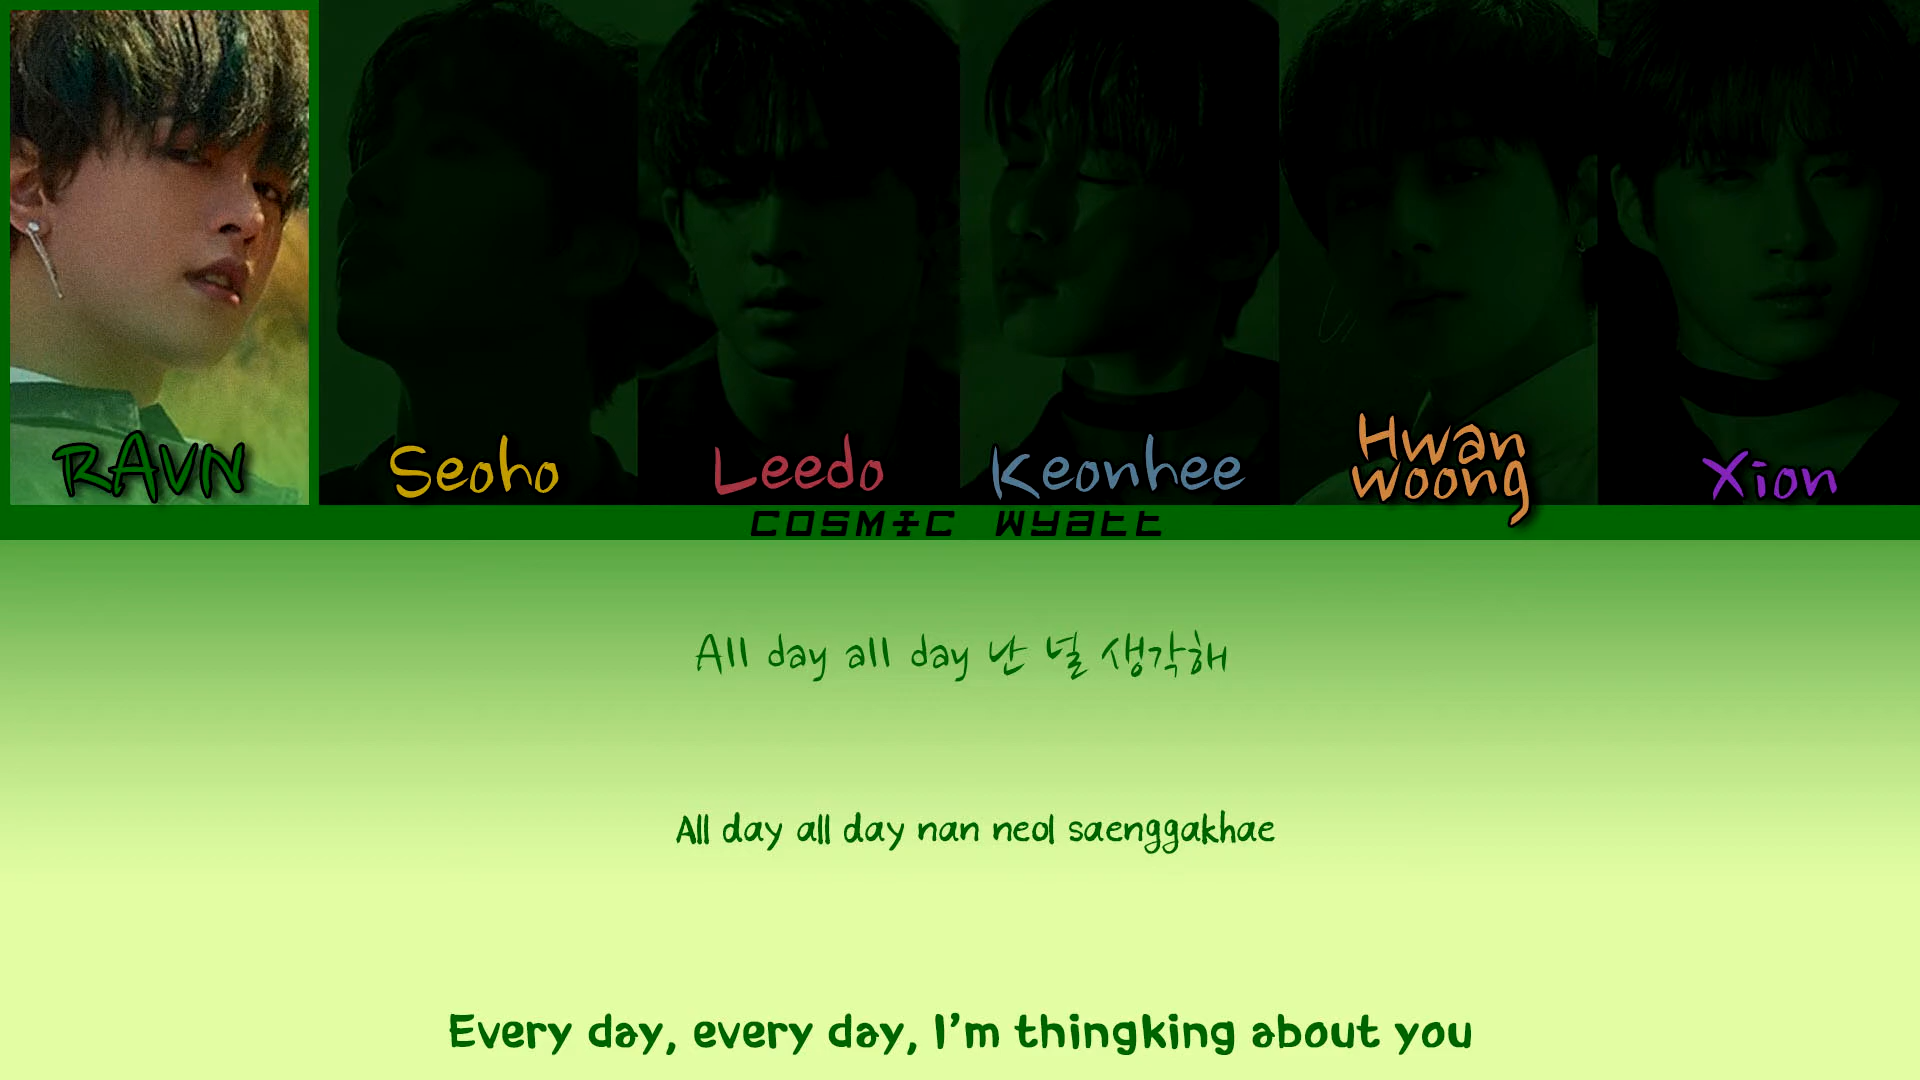 RAVN
Seoho
Leedo
Keonhee
Hwan
woong
Xion
COSMIC WYATT
All day all day 난 널 생각해
All day all day nan neol saenggakhae
Every day, every day, I'm thingking about you